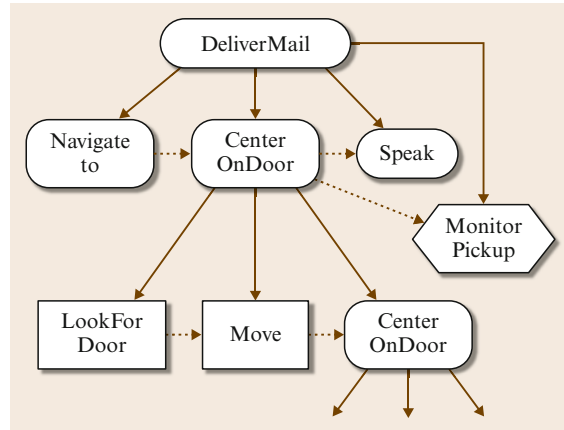 DeliverMail
Navigate
to
Center
OnDoor
Speak
Monitor
Pickup
LookFor
Door
Move
Center
OnDoor